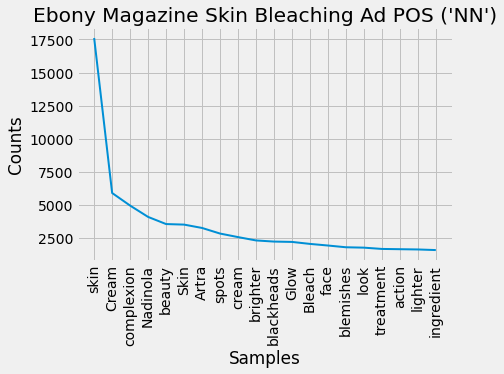 Ebony Magazine Skin Bleaching Ad POS ('NN')
17500
15000
12500
10000
7500
5000
2500
Counts
skin
Cream
complexion
Nadinola
beauty
Skin
Artra
spots
cream
brighter
blackheads
Glow
Bleach
face
blemishes
look
treatment
action
lighter
ingredient
Samples